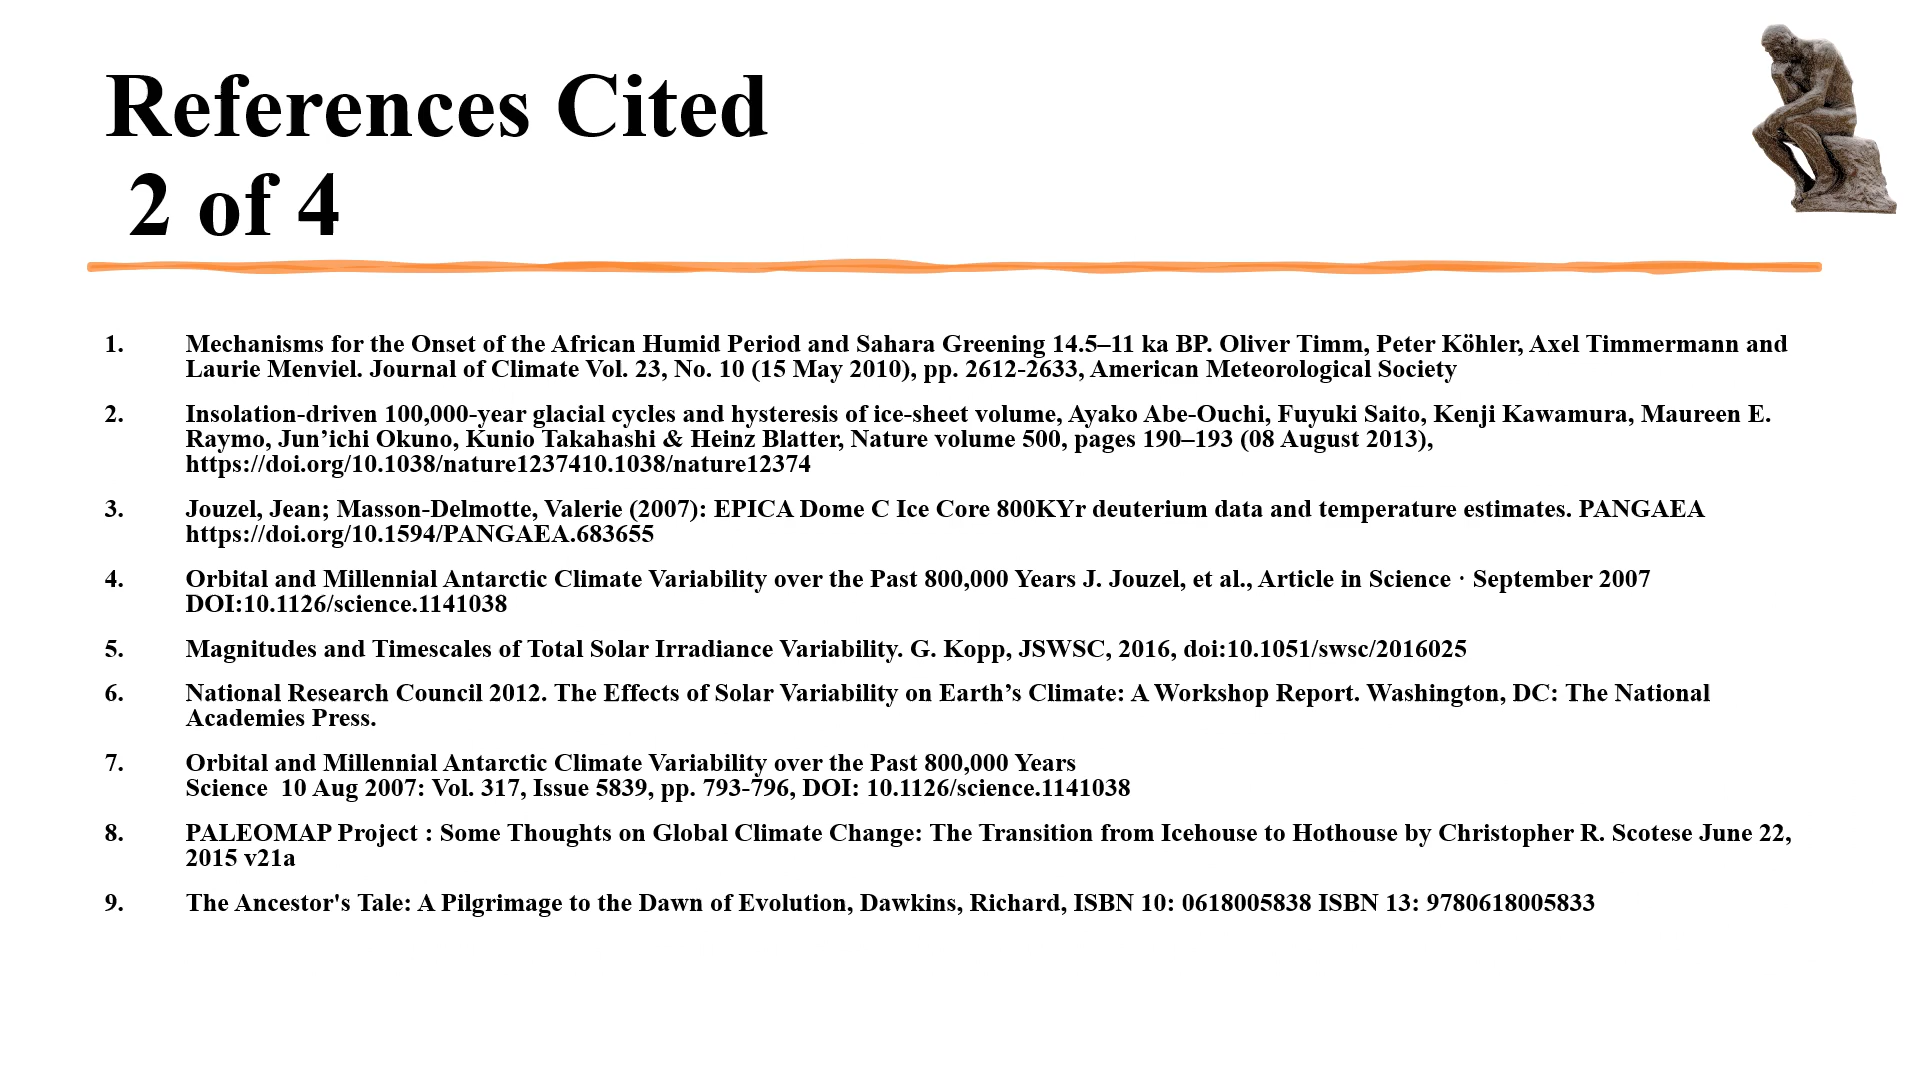 References Cited
2 of 4
1. Mechanisms for the Onset of the African Humid Period and Sahara Greening 14.5–11 ka BP. Oliver Timm, Peter Köhler, Axel Timmermann and
Laurie Menviel. Journal of Climate Vol. 23, No. 10 (15 May 2010), pp. 2612-2633, American Meteorological Society
2. Insolation-driven 100,000-year glacial cycles and hysteresis of ice-sheet volume, Ayako Abe-Ouchi, Fuyuki Saito, Kenji Kawamura, Maureen E.
Raymo, Jun’ichi Okuno, Kunio Takahashi & Heinz Blatter, Nature volume 500, pages 190–193 (08 August 2013),
https://doi.org/10.1038/nature1237410.1038/nature12374
3. Jouzel, Jean; Masson-Delmotte, Valerie (2007): EPICA Dome C Ice Core 800KYr deuterium data and temperature estimates. PANGAEA
https://doi.org/10.1594/PANGAEA.683655
4. Orbital and Millennial Antarctic Climate Variability over the Past 800,000 Years J. Jouzel, et al., Article in Science · September 2007
DOI:10.1126/science.1141038
5. Magnitudes and Timescales of Total Solar Irradiance Variability. G. Kopp, JSWSC, 2016, doi:10.1051/swsc/2016025
6. National Research Council 2012. The Effects of Solar Variability on Earth’s Climate: A Workshop Report. Washington, DC: The National
Academies Press.
7. Orbital and Millennial Antarctic Climate Variability over the Past 800,000 Years
Science  10 Aug 2007: Vol. 317, Issue 5839, pp. 793-796, DOI: 10.1126/science.1141038
8. PALEOMAP Project : Some Thoughts on Global Climate Change: The Transition from Icehouse to Hothouse by Christopher R. Scotese June 22,
2015 v21a
9. The Ancestor's Tale: A Pilgrimage to the Dawn of Evolution, Dawkins, Richard, ISBN 10: 0618005838 ISBN 13: 9780618005833